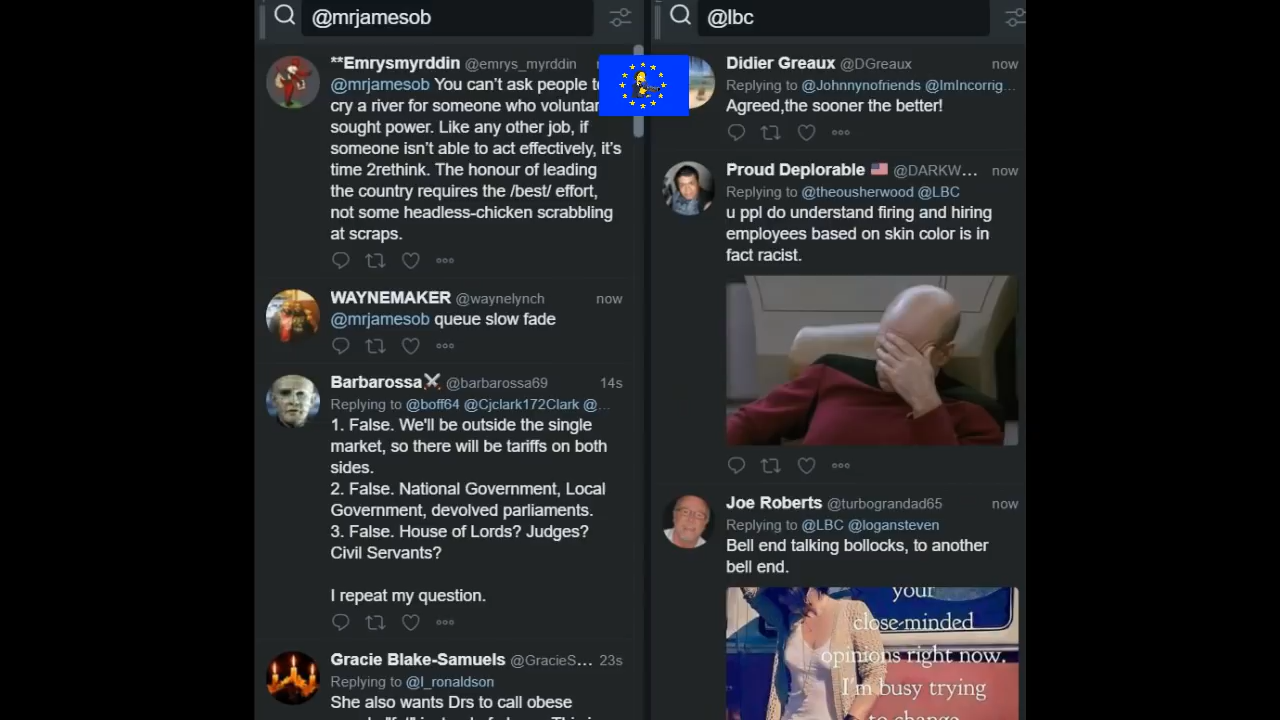 @mrjamesob
**Emrysmyrddin @emrys_myrddin
@mrjamesob You can't ask people
cry a river for someone who
sought power. Like any other job, if
someone isn't able to act effectively, it's
time 2rethink. The honour of leading
the country requires the /best/ effort,
not some headless-chicken scrabbling
at scraps.
WAYNEMAKER @waynelynch now
@mrjamesob queue slow fade
Barbarossa⚔ @barbarossa69 14s
Replying to @boff64 @Cjclark172Clark @...
1. False. We'll be outside the single
market, so there will be tariffs on both
sides.
2. False. National Government, Local
Government, devolved parliaments.
3. False. House of Lords? Judges?
Civil Servants?
I repeat my question.
Gracie Blake-Samuels @GracieS... 23s
Replying to @l_ronaldson
She also wants Drs to call obese
@lbc
Didier Greaux @DGreaux now
Replying to @Johnnynofriends @ImIncorrig...
Agreed,the sooner the better!
Proud Deplorable 🇺🇸 @DARKW... now
Replying to @theousherwood @LBC
u ppl do understand firing and hiring
employees based on skin color is in
fact racist.
Joe Roberts @turbograndad65 now
Replying to @LBC @logansteven
Bell end talking bollocks, to another
bell end.
your
close-minded
opinions right now.
I'm busy trying
to change